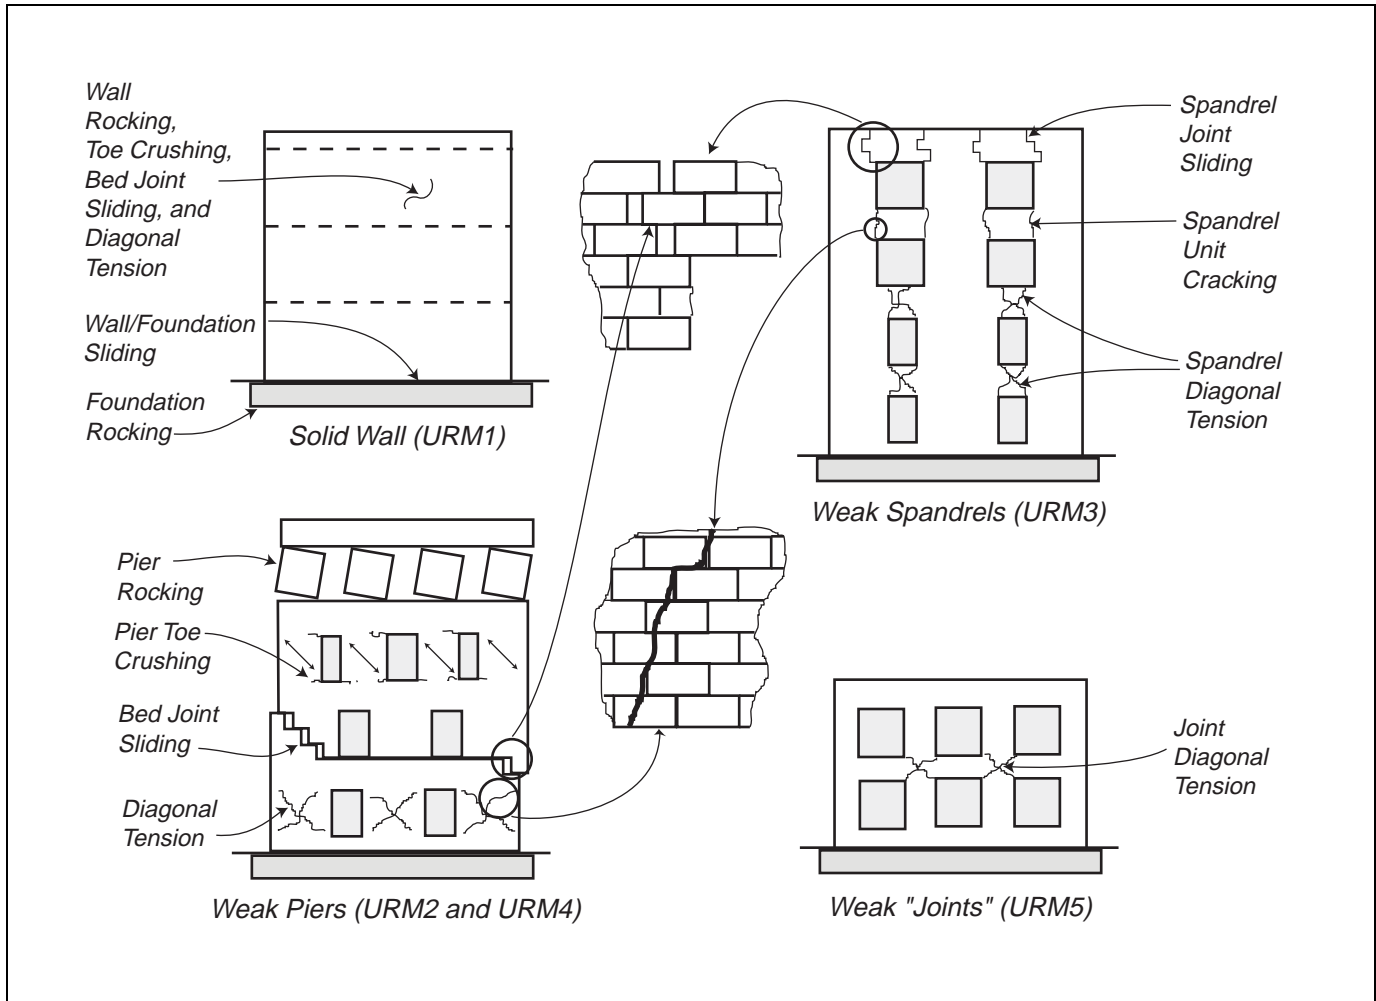 Wall
Rocking,
Toe Crushing,
Bed Joint
Sliding, and
Diagonal
Tension
Wall/Foundation
Sliding
Foundation
Rocking
Solid Wall (URM1)
Spandrel
Joint
Sliding
Spandrel
Unit
Cracking
Spandrel
Diagonal
Tension
Weak Spandrels (URM3)
Pier
Rocking
Pier Toe
Crushing
Bed Joint
Sliding
Diagonal
Tension
Weak Piers (URM2 and URM4)
Joint
Diagonal
Tension
Weak "Joints" (URM5)